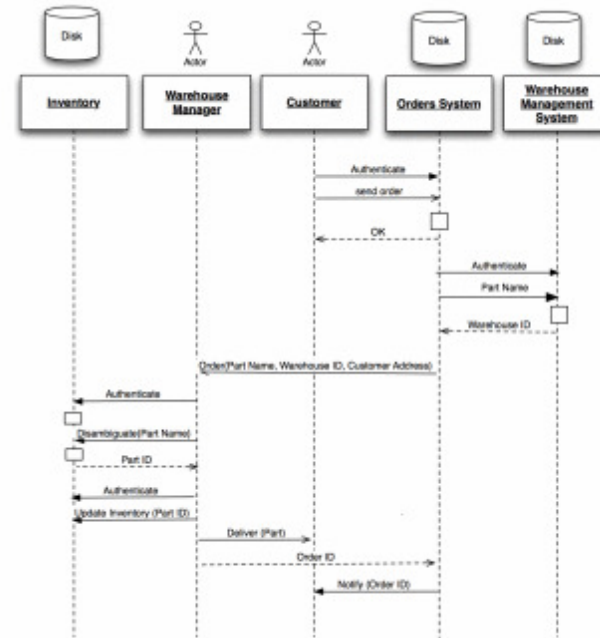 Disk
Actor
Actor
Disk
Disk
Inventory
Warehouse
Manager
Customer
Orders System
Warehouse
Management
System
Authenticate
send order
OK
Authenticate
Part Name
Warehouse ID
Order(Part Name, Warehouse ID, Customer Address)
Authenticate
Disambiguate(Part Name)
Part ID
Authenticate
Update Inventory (Part ID)
Deliver (Part)
Order ID
Notify (Order ID)